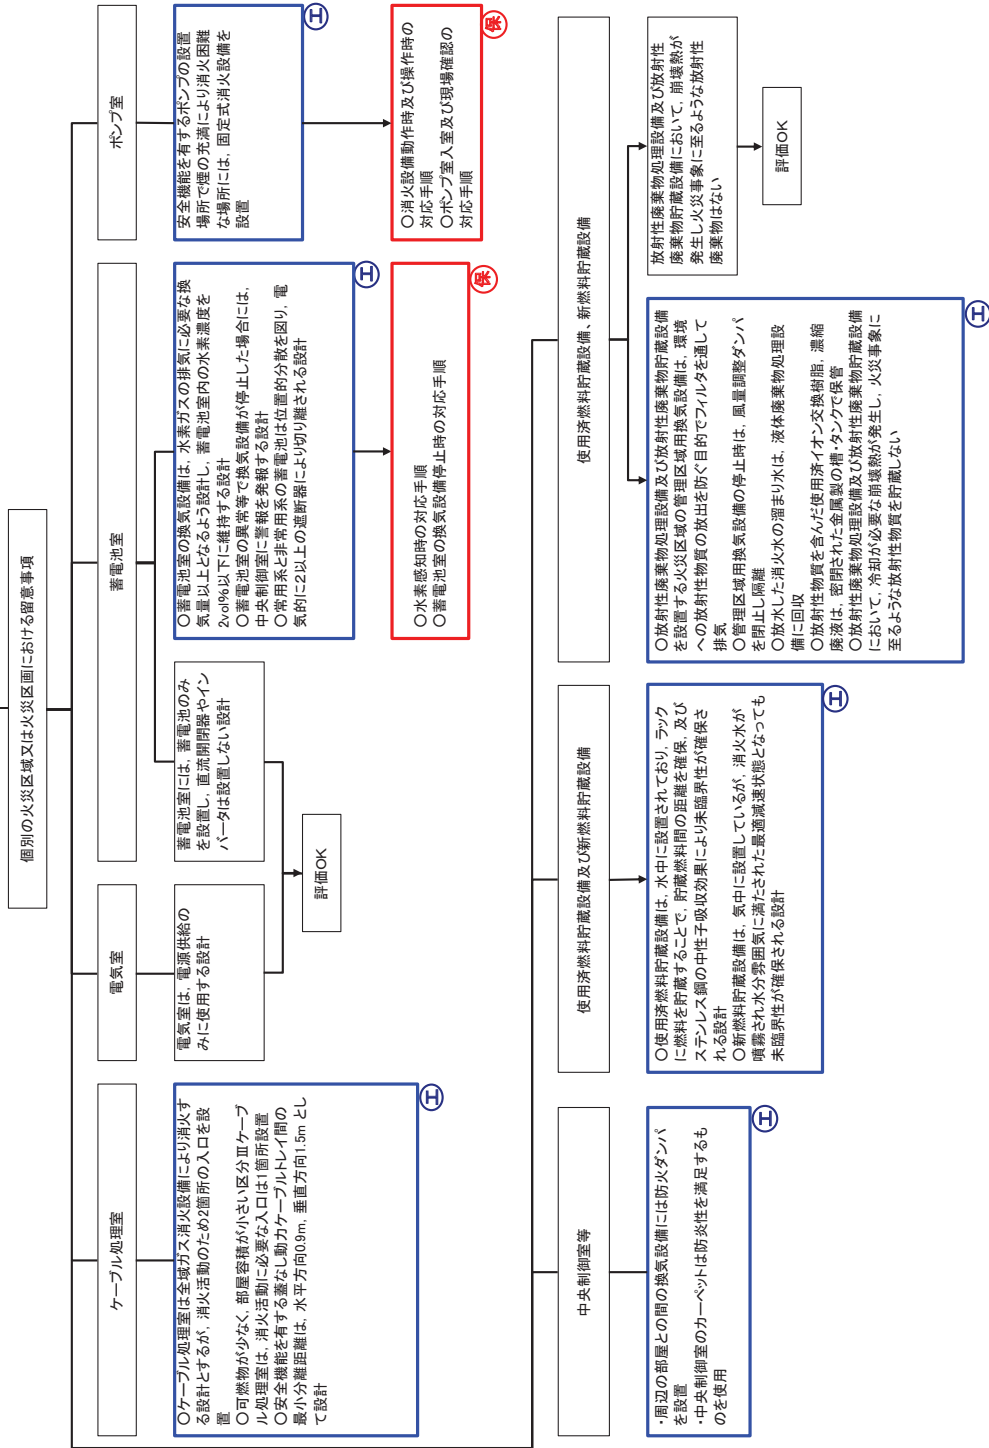 個別の火災区域又は火災区画における留意事項
ケーブル処理室
○ケーブル処理室は全域ガス消火設備により消火す
る設計とするが，消火活動のため2箇所の入口を設
置
○可燃物が少なく，部屋容積が小さい区分Ⅲケーブ
ル処理室は，消火活動に必要な入口は1箇所設置
○安全機能を有する蓋なし動力ケーブルトレイ間の
最小分離距離は，水平方向0.9m，垂直方向1.5m とし
て設計
工
電気室
電気室は，電源供給の
みに使用する設計
蓄電池室
蓄電池室には，蓄電池のみ
を設置し，直流開閉器やイン
バータは設置しない設計
評価OK
○蓄電池室の換気設備は，水素ガスの排気に必要な換
気量以上となるよう設計し，蓄電池室内の水素濃度を
2vol%以下に維持する設計
○蓄電池室の異常等で換気設備が停止した場合には，
中央制御室に警報を発報する設計
○常用系と非常用系の蓄電池は位置的分散を図り，電
気的に2以上の遮断器により切り離される設計
工
○水素感知時の対応手順
○蓄電池室の換気設備停止時の対応手順
保
ポンプ室
安全機能を有するポンプの設置
場所で煙の充満により消火困難
な場所には，固定式消火設備を
設置
工
○消火設備動作時及び操作時の
対応手順
○ポンプ室入室及び現場確認の
対応手順
保
中央制御室等
・周辺の部屋との間の換気設備には防火ダンパ
を設置
・中央制御室のカーペットは防炎性を満足するも
のを使用
工
使用済燃料貯蔵設備及び新燃料貯蔵設備
○使用済燃料貯蔵設備は，水中に設置されており，ラック
に燃料を貯蔵することで，貯蔵燃料間の距離を確保，及び
ステンレス鋼の中性子吸収効果により未臨界性が確保さ
れる設計
○新燃料貯蔵設備は，気中に設置しているが，消火水が
噴霧され水分雰囲気に満たされた最適減速状態となっても
未臨界性が確保される設計
工
使用済燃料貯蔵設備、新燃料貯蔵設備
○放射性廃棄物処理設備及び放射性廃棄物貯蔵設備
を設置する火災区域の管理区域用換気設備は，環境
への放射性物質の放出を防ぐ目的でフィルタを通して
排気
○管理区域用換気設備の停止時は，風量調整ダンパ
を閉止し隔離
○放水した消火水の溜まり水は，液体廃棄物処理設
備に回収
○放射性物質を含んだ使用済イオン交換樹脂，濃縮
廃液は，密閉された金属製の槽・タンクで保管
○放射性廃棄物処理設備及び放射性廃棄物貯蔵設備
において，冷却が必要な崩壊熱が発生し，火災事象に
至るような放射性物質を貯蔵しない
工
放射性廃棄物処理設備及び放射性
廃棄物貯蔵設備において，崩壊熱が
発生し火災事象に至るような放射性
廃棄物はない
評価OK